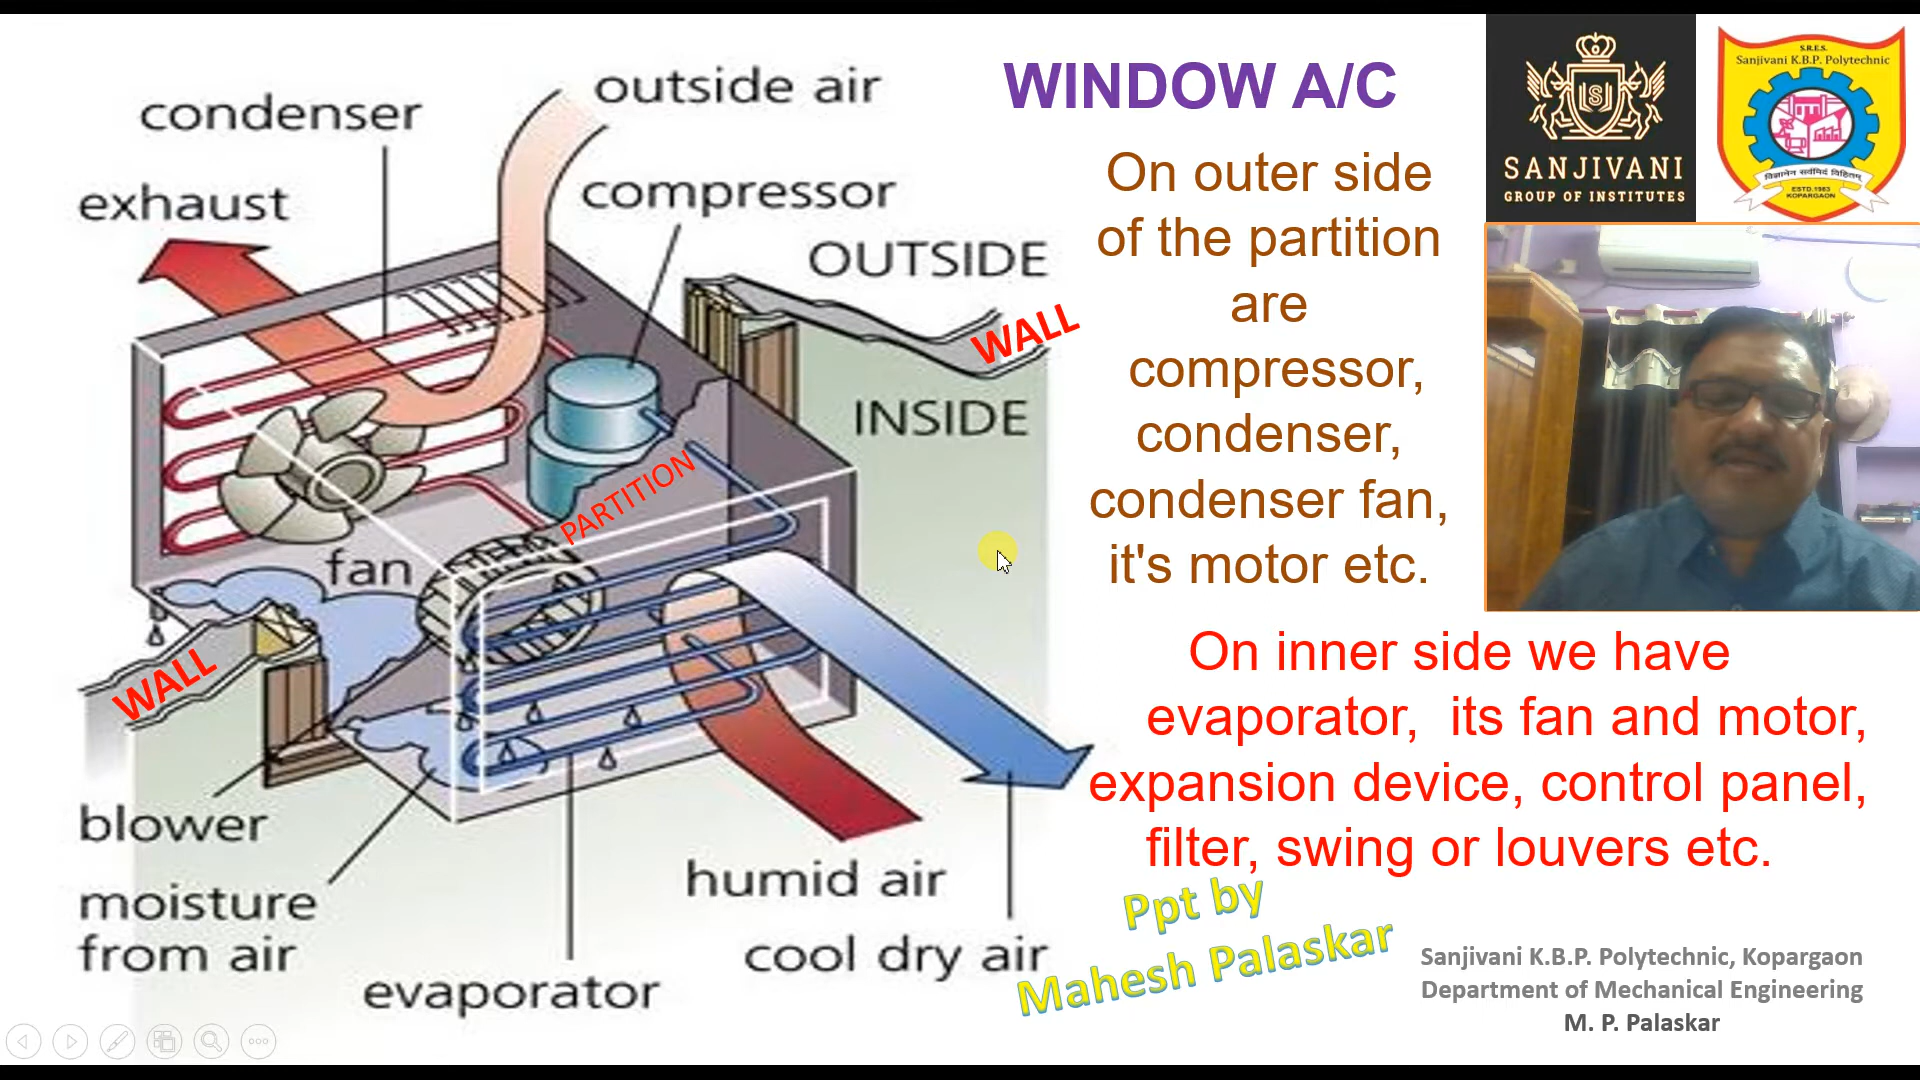 WINDOW A/C
outside air
condenser
exhaust
compressor
OUTSIDE
WALL
INSIDE
PARTITION
fan
WALL
blower
moisture
from air
evaporator
humid air
cool dry air
On outer side
of the partition
are
compressor,
condenser,
condenser fan,
it's motor etc.
On inner side we have
evaporator, its fan and motor,
expansion device, control panel,
filter, swing or louvers etc.
Ppt by
Mahesh Palaskar
Sanjivani K.B.P. Polytechnic, Kopargaon
Department of Mechanical Engineering
M. P. Palaskar
SANJIVANI
GROUP OF INSTITUTES
S.R.E.S.
Sanjivani K.B.P. Polytechnic
ESTD.1983
KOPARGAON